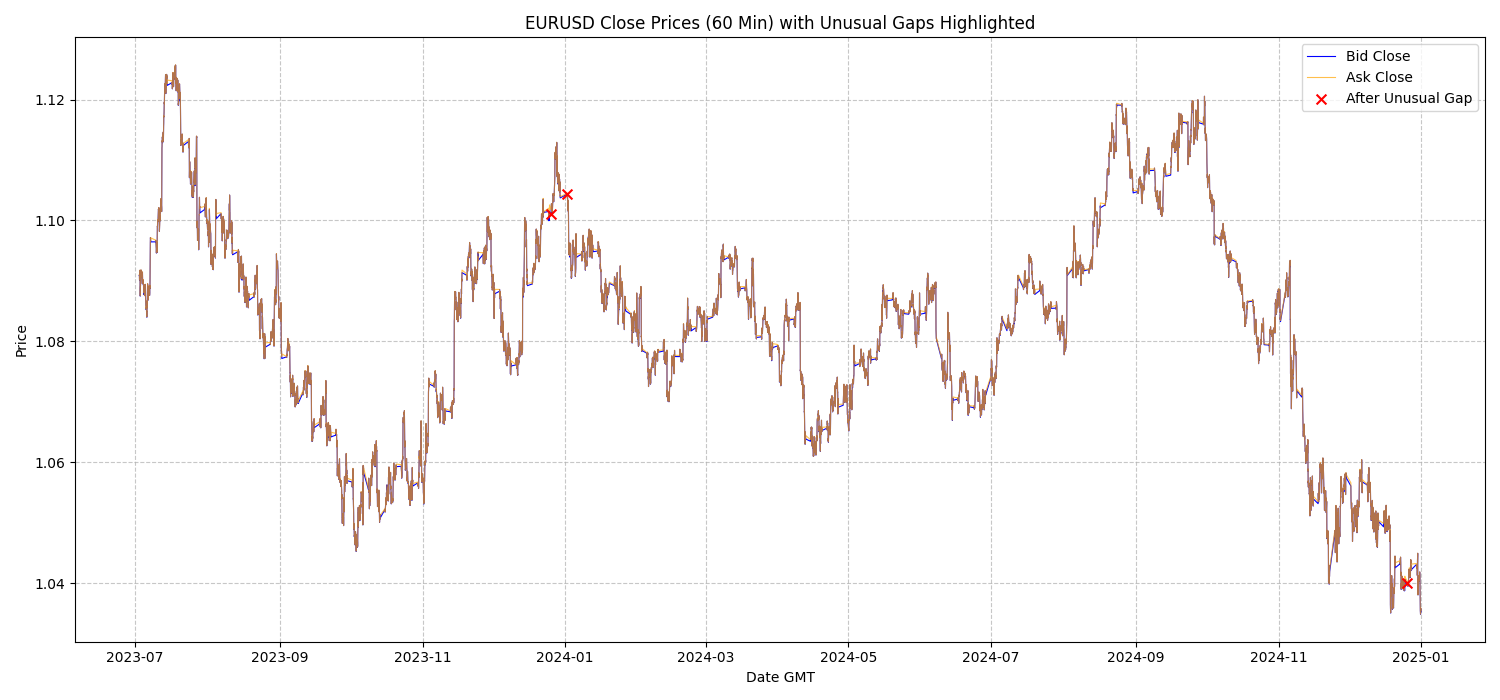 EURUSD Close Prices (60 Min) with Unusual Gaps Highlighted
Bid Close
Ask Close
After Unusual Gap
Price
1.12
1.10
1.08
1.06
1.04
2023-07 2023-09 2023-11 2024-01 2024-03 2024-05 2024-07 2024-09 2024-11 2025-01
Date GMT